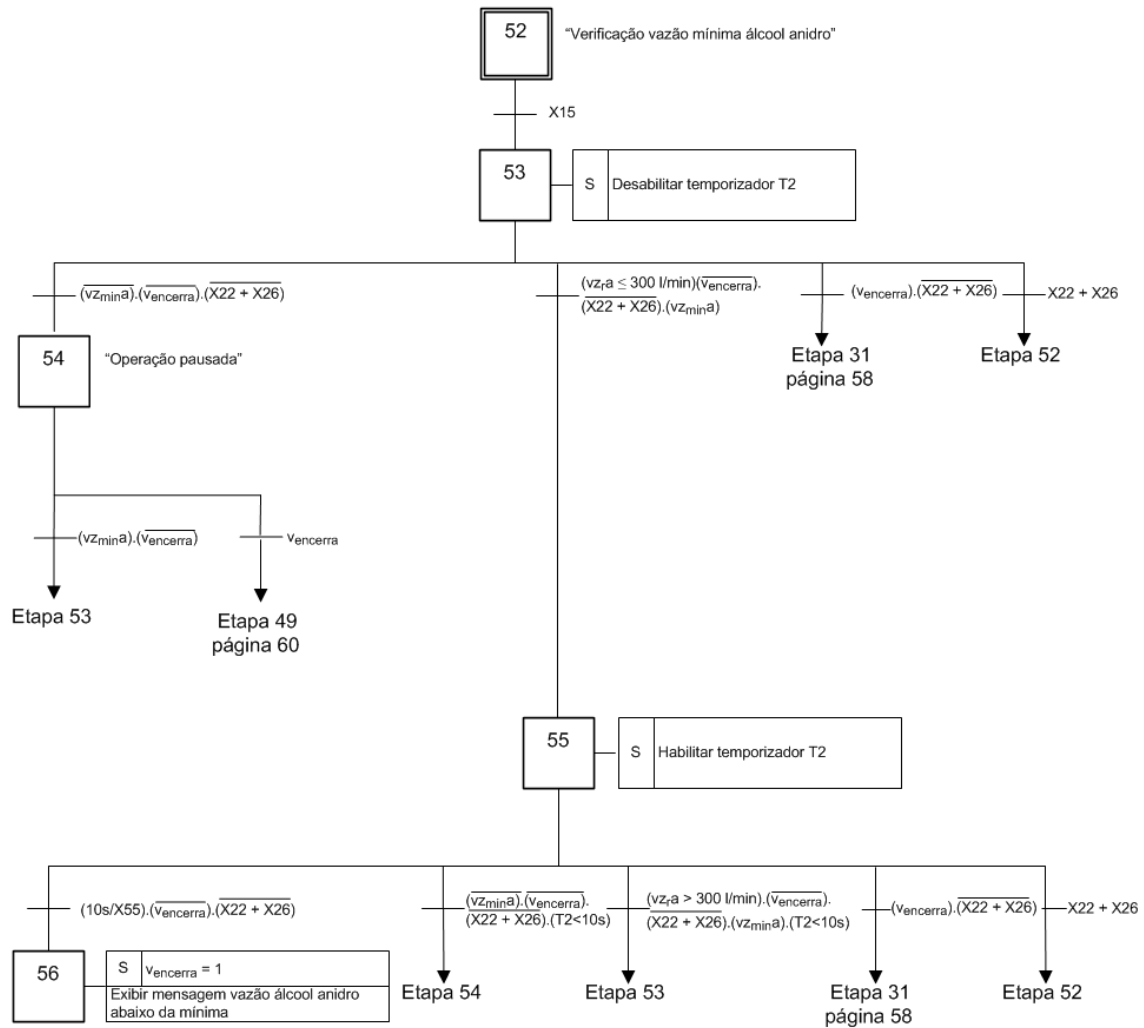 52
“Verificação vazão mínima álcool anidro”
X15
53
S
Desabilitar temporizador T2
(vzmina).(vencerra).(X22 + X26)
(vzra ≤ 300 l/min)(vencerra).
(X22 + X26).(vzmina)
(vencerra).(X22 + X26)
X22 + X26
54
“Operação pausada”
Etapa 31
página 58
Etapa 52
(vzmina).(vencerra)
vencerra
Etapa 53
Etapa 49
página 60
55
S
Habilitar temporizador T2
(10s/X55).(vencerra).(X22 + X26)
(vzmina).(vencerra).
(X22 + X26).(T2<10s)
(vzra > 300 l/min).(vencerra).
(X22 + X26).(vzmina).(T2<10s)
(vencerra).(X22 + X26)
X22 + X26
56
S
vencerra = 1
Exibir mensagem vazão álcool anidro
abaixo da mínima
Etapa 54
Etapa 53
Etapa 31
página 58
Etapa 52